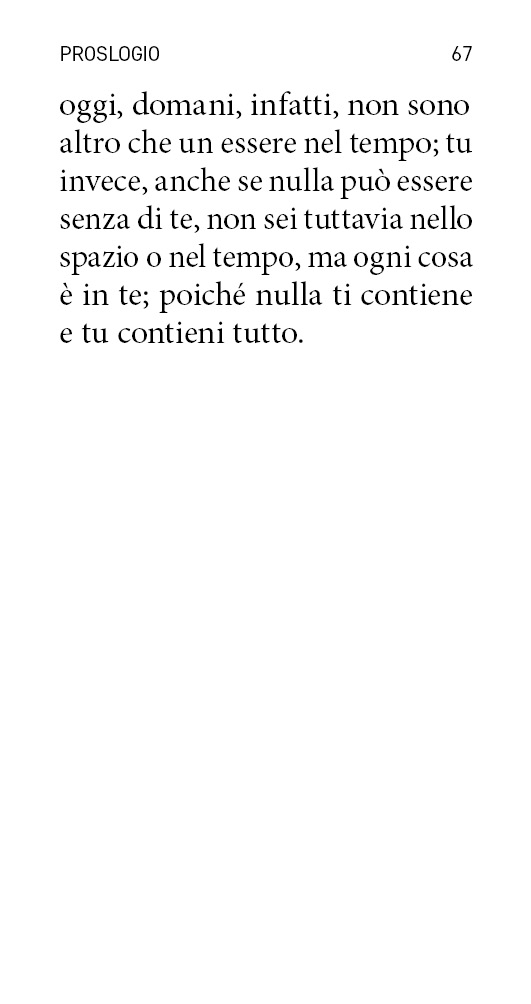 PROSLOGIO 67
oggi, domani, infatti, non sono
altro che un essere nel tempo; tu
invece, anche se nulla può essere
senza di te, non sei tuttavia nello
spazio o nel tempo, ma ogni cosa
è in te; poiché nulla ti contiene
e tu contieni tutto.